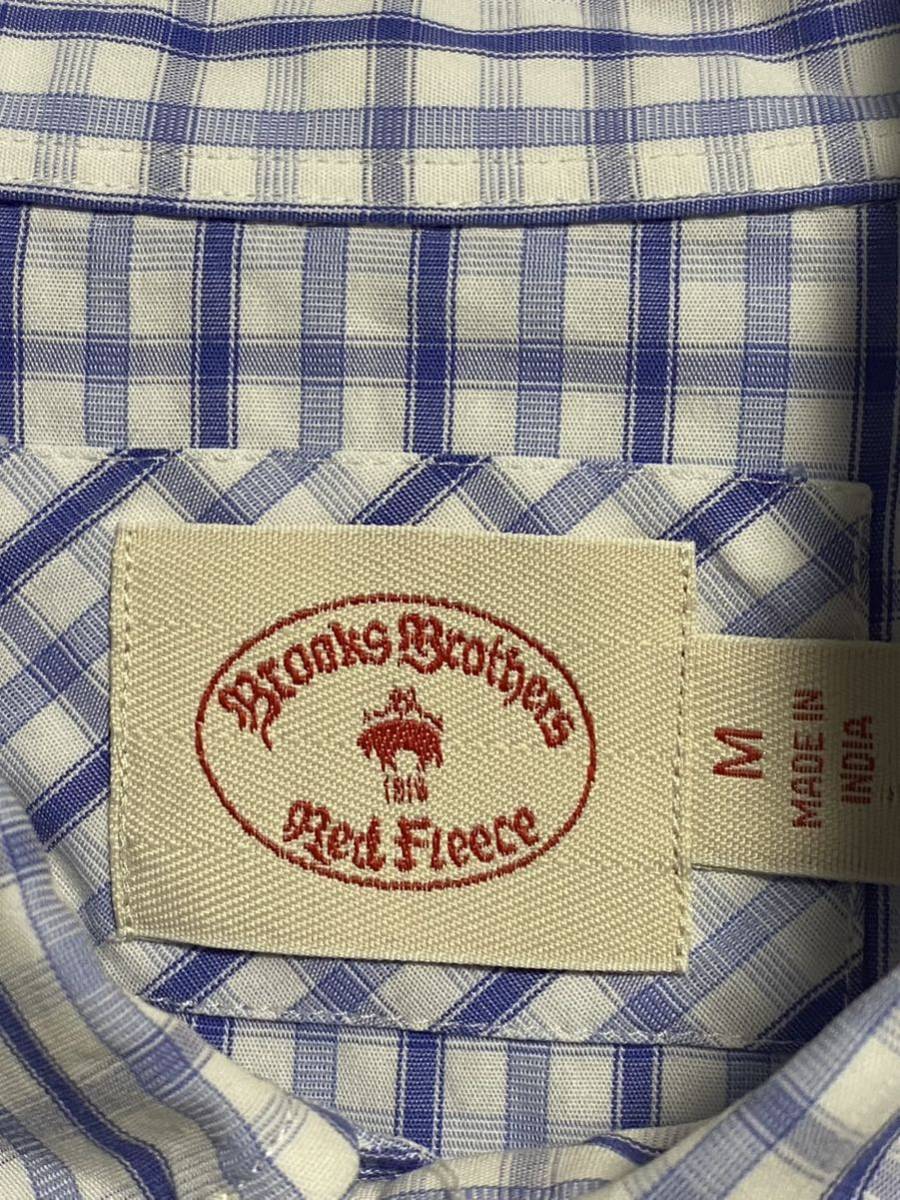 Brooks Brothers
1818
Red Fleece
M
MADE IN
INDIA